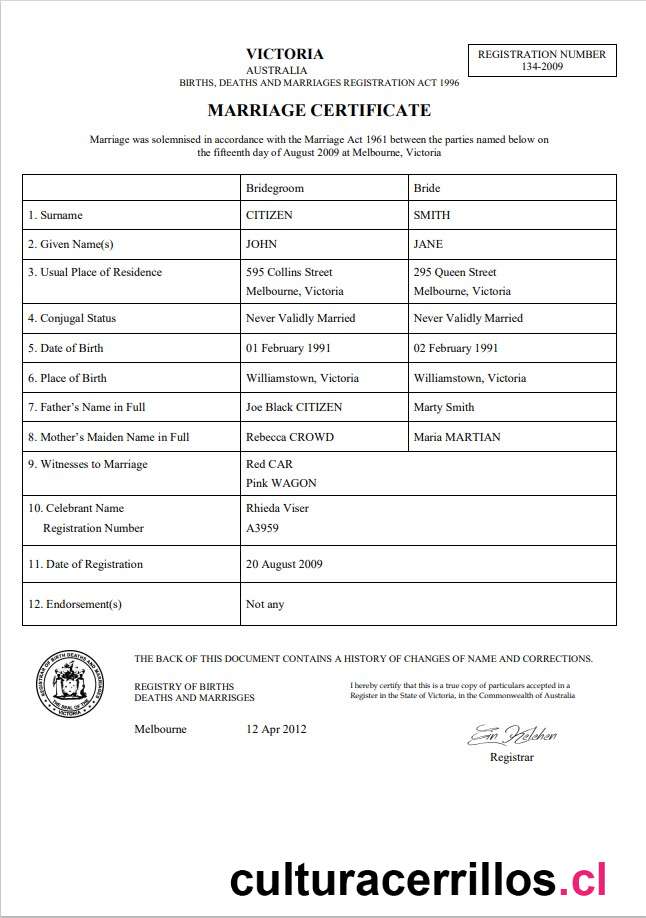 VICTORIA
AUSTRALIA
BIRTHS, DEATHS AND MARRIAGES REGISTRATION ACT 1996
REGISTRATION NUMBER
134-2009
MARRIAGE CERTIFICATE
Marriage was solemnised in accordance with the Marriage Act 1961 between the parties named below on
the fifteenth day of August 2009 at Melbourne, Victoria
Bridegroom Bride
1. Surname CITIZEN SMITH
2. Given Name(s) JOHN JANE
3. Usual Place of Residence 595 Collins Street 295 Queen Street
Melbourne, Victoria Melbourne, Victoria
4. Conjugal Status Never Validly Married Never Validly Married
5. Date of Birth 01 February 1991 02 February 1991
6. Place of Birth Williamstown, Victoria Williamstown, Victoria
7. Father's Name in Full Joe Black CITIZEN Marty Smith
8. Mother's Maiden Name in Full Rebecca CROWD Maria MARTIAN
9. Witnesses to Marriage Red CAR
Pink WAGON
10. Celebrant Name Rhieda Viser
Registration Number A3959
11. Date of Registration 20 August 2009
12. Endorsement(s) Not any
REGISTRAR OF BIRTH DEATHS AND MARRIAGES
THE SEAL OF THE
VICTORIA
THE BACK OF THIS DOCUMENT CONTAINS A HISTORY OF CHANGES OF NAME AND CORRECTIONS.
REGISTRY OF BIRTHS
DEATHS AND MARRISGES
I hereby certify that this is a true copy of particulars accepted in a
Register in the State of Victoria, in the Commonwealth of Australia
Melbourne 12 Apr 2012
Registrar
culturacerrillos.cl